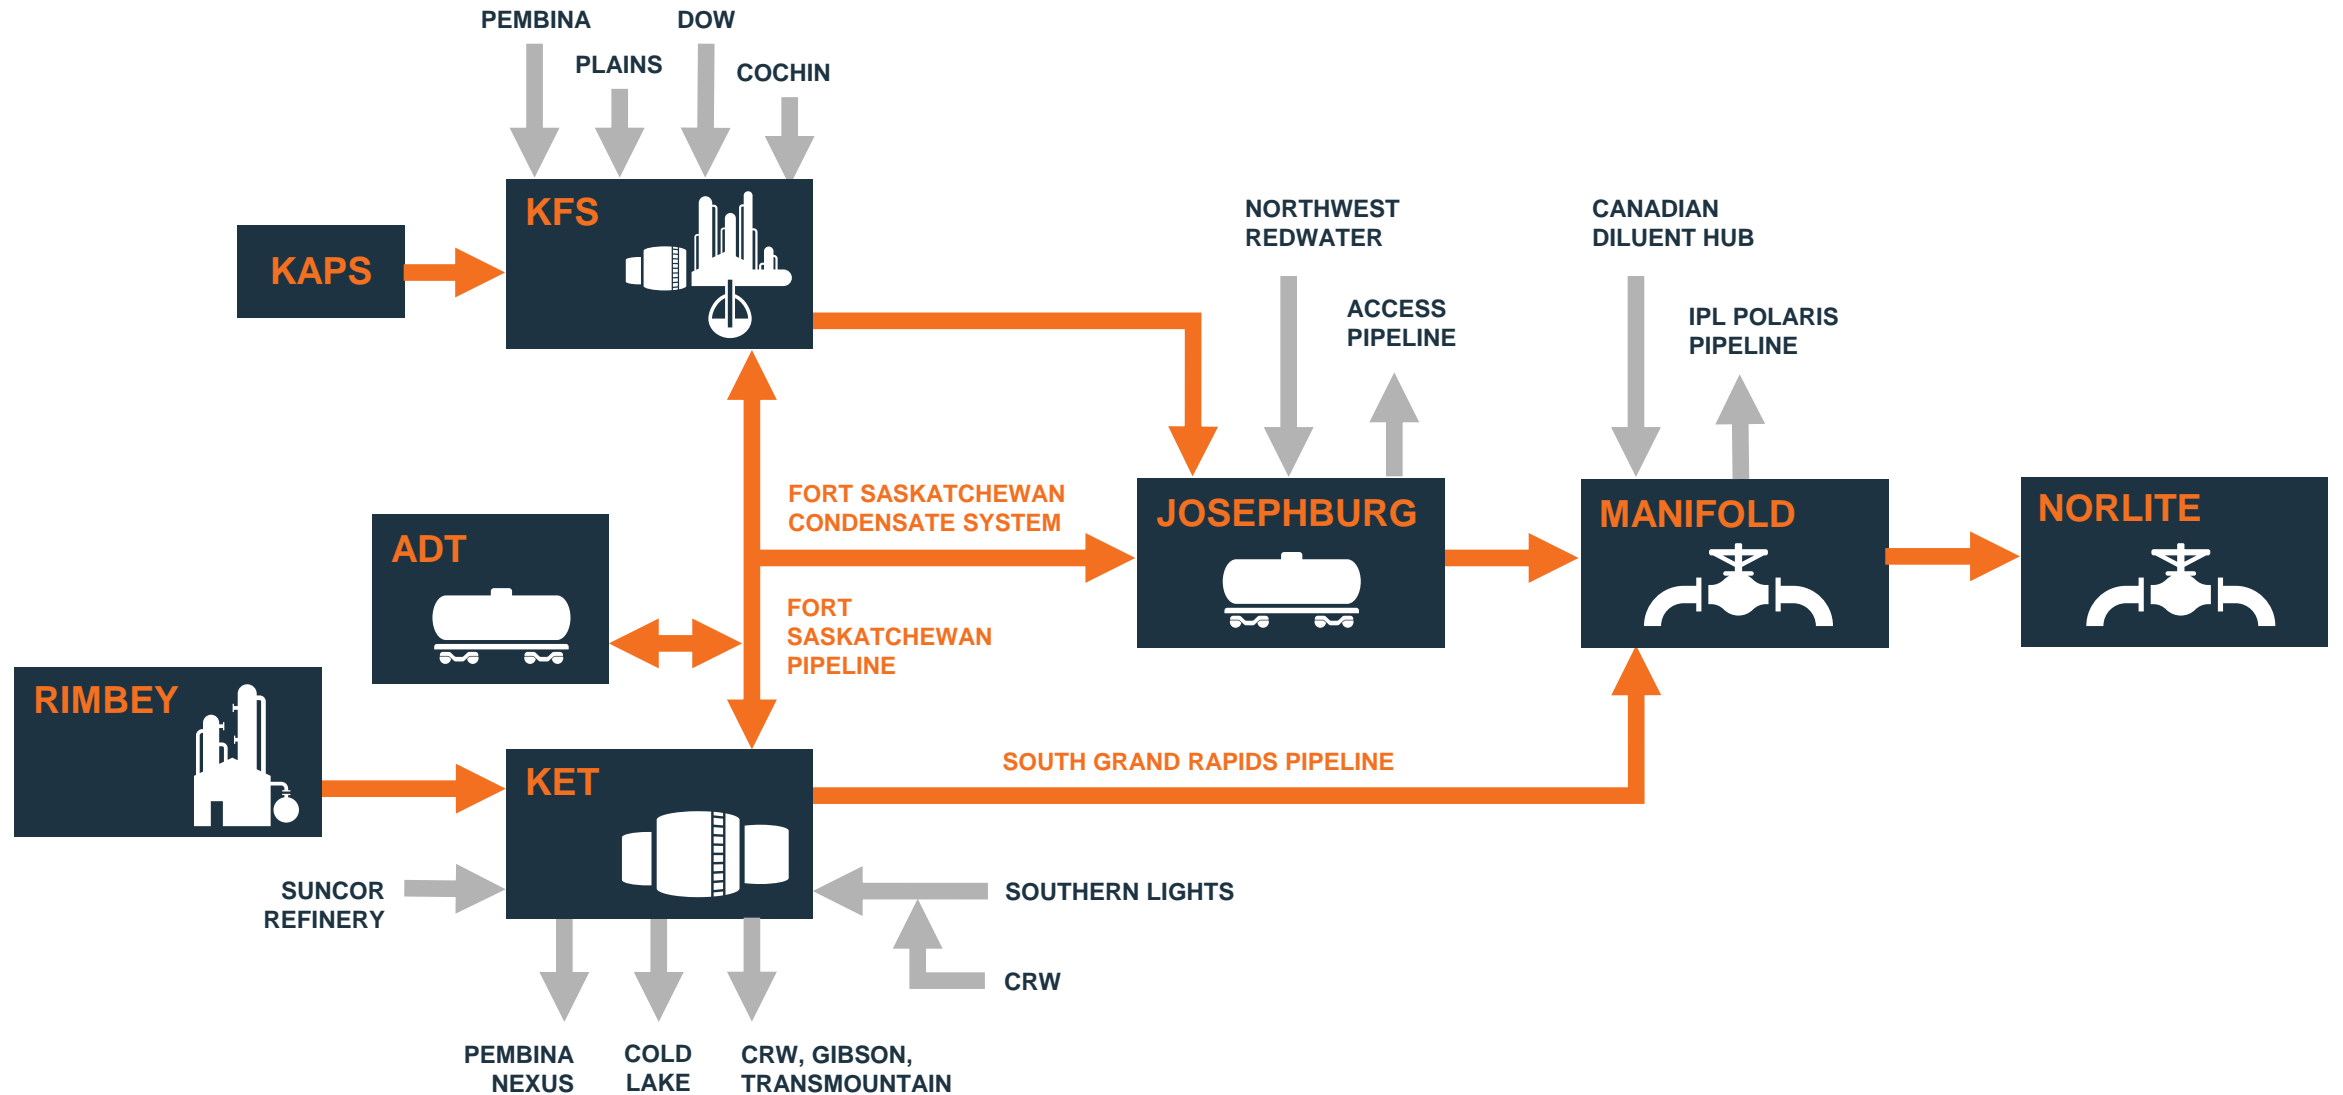 PEMBINA
DOW
PLAINS
COCHIN
KFS
KAPS
NORTHWEST
REDWATER
CANADIAN
DILUENT HUB
ACCESS
PIPELINE
IPL POLARIS
PIPELINE
FORT SASKATCHEWAN
CONDENSATE SYSTEM
JOSEPHBURG
MANIFOLD
NORLITE
ADT
FORT
SASKATCHEWAN
PIPELINE
RIMBEY
KET
SOUTH GRAND RAPIDS PIPELINE
SUNCOR
REFINERY
SOUTHERN LIGHTS
CRW
PEMBINA
NEXUS
COLD
LAKE
CRW, GIBSON,
TRANSMOUNTAIN